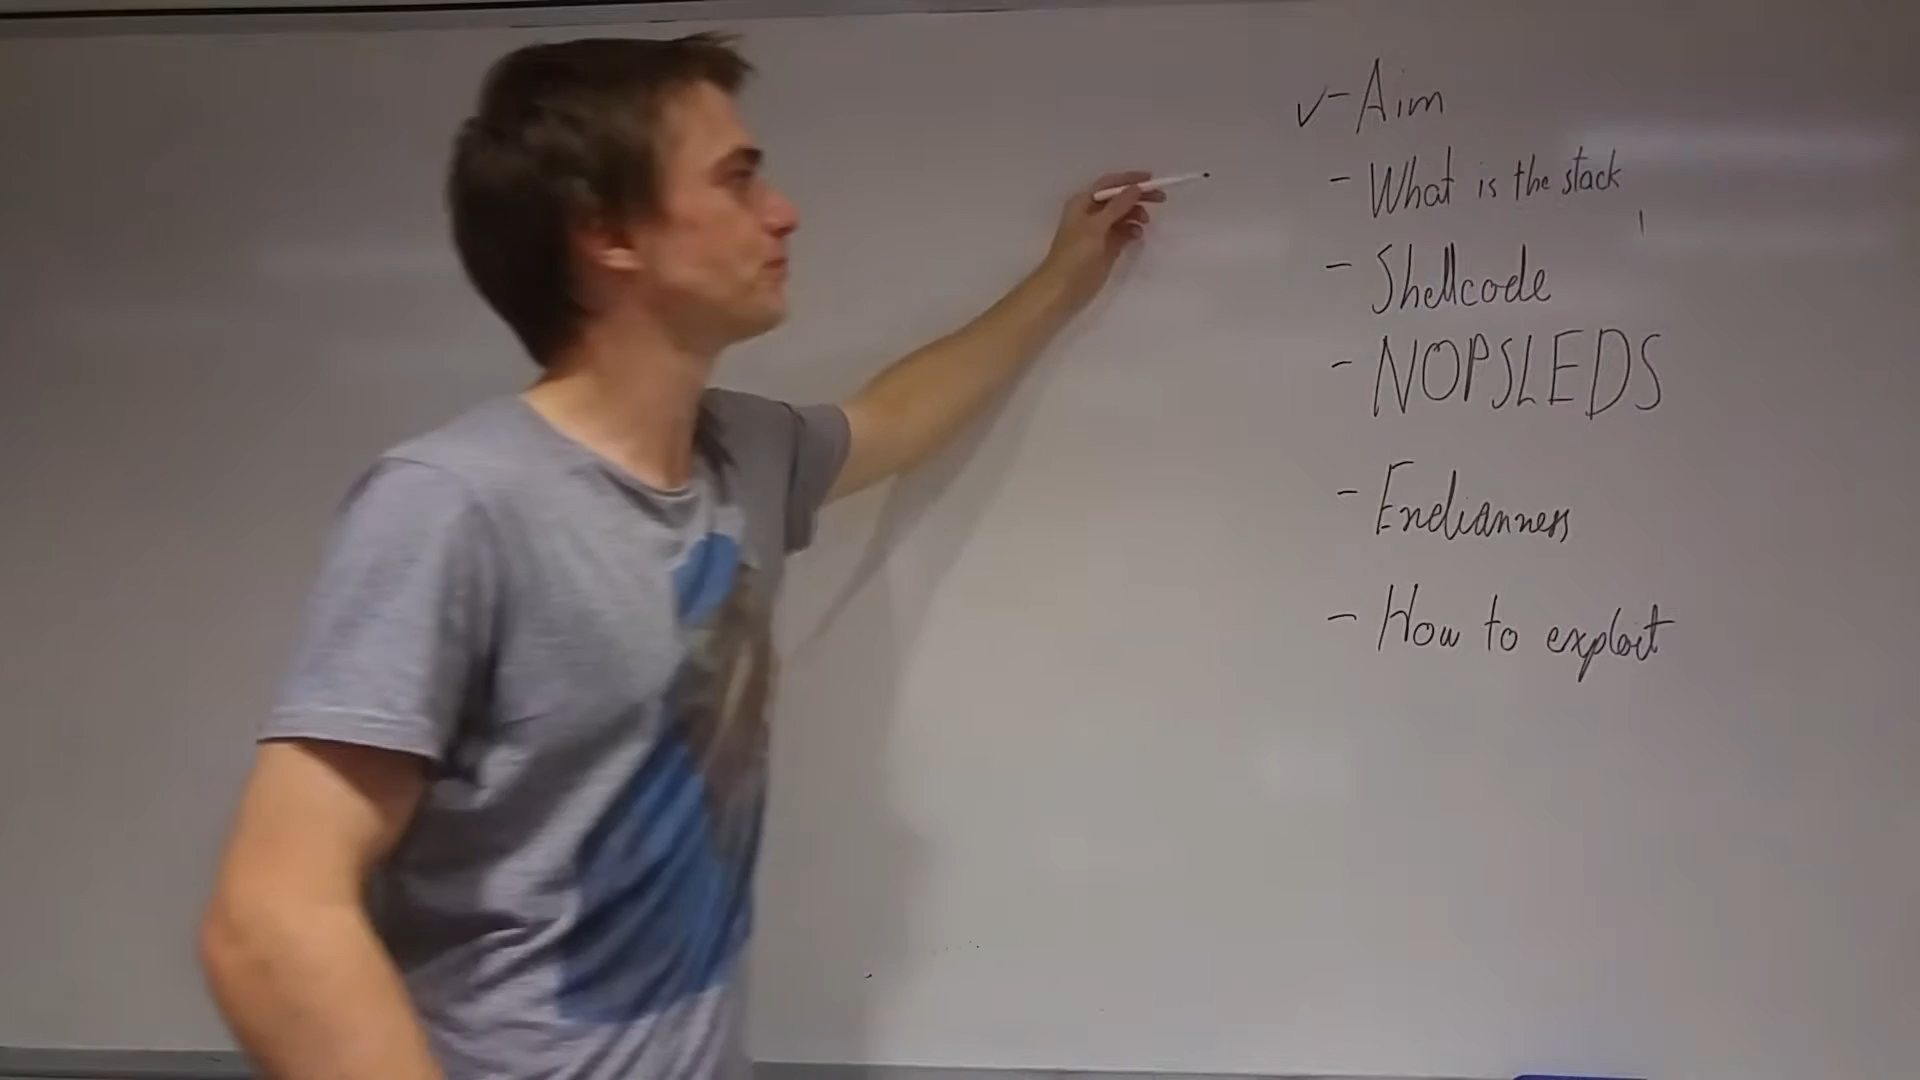 ✓- Aim
- What is the stack
- Shellcode
- NOPSLEDS
- Endianness
- How to exploit